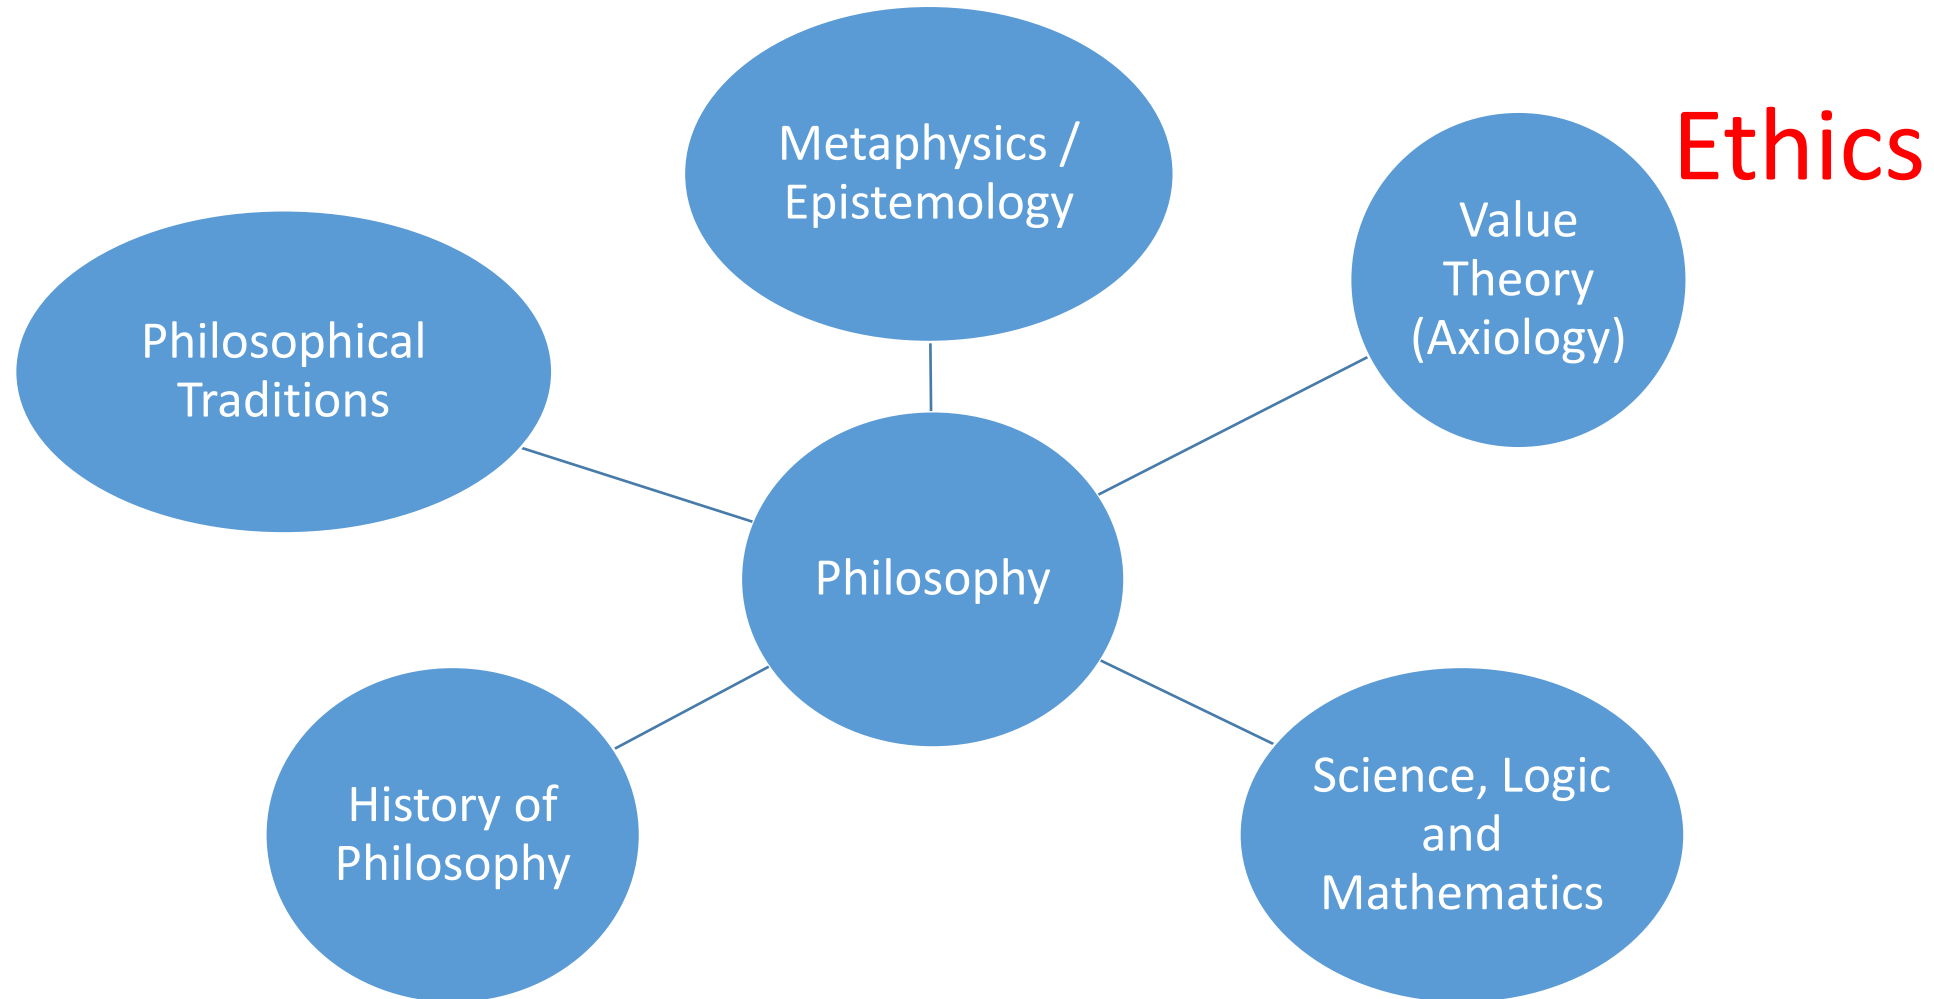 Metaphysics /
Epistemology
Ethics
Value
Theory
(Axiology)
Philosophical
Traditions
Philosophy
History of
Philosophy
Science, Logic
and
Mathematics